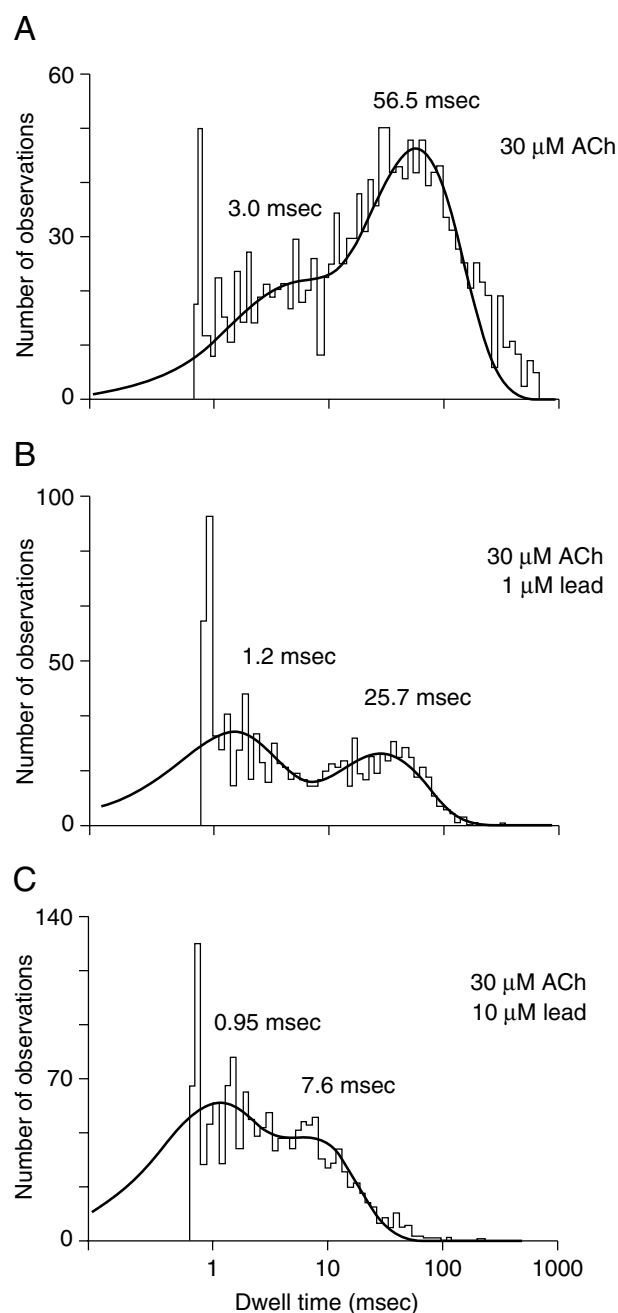 A
60
56.5 msec
30 μM ACh
3.0 msec
30
0
Number of observations
B
100
30 μM ACh
1 μM lead
1.2 msec
50
25.7 msec
0
Number of observations
C
140
30 μM ACh
10 μM lead
0.95 msec
70
7.6 msec
0
Number of observations
1 10 100 1000
Dwell time (msec)